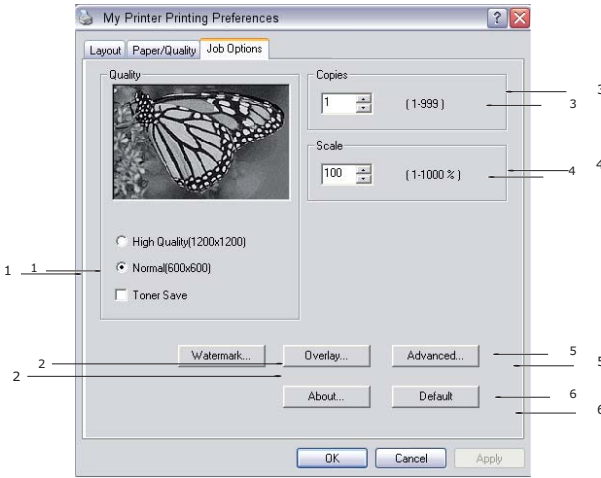 My Printer Printing Preferences
Layout Paper/Quality Job Options
Quality
Copies
1 (1-999)
3
3
Scale
100 (1-1000 %)
4
4
High Quality(1200x1200)
Normal(600x600)
1
1
Toner Save
Watermark... Overlay... Advanced...
5
5
2
2
About... Default
6
6
OK Cancel Apply